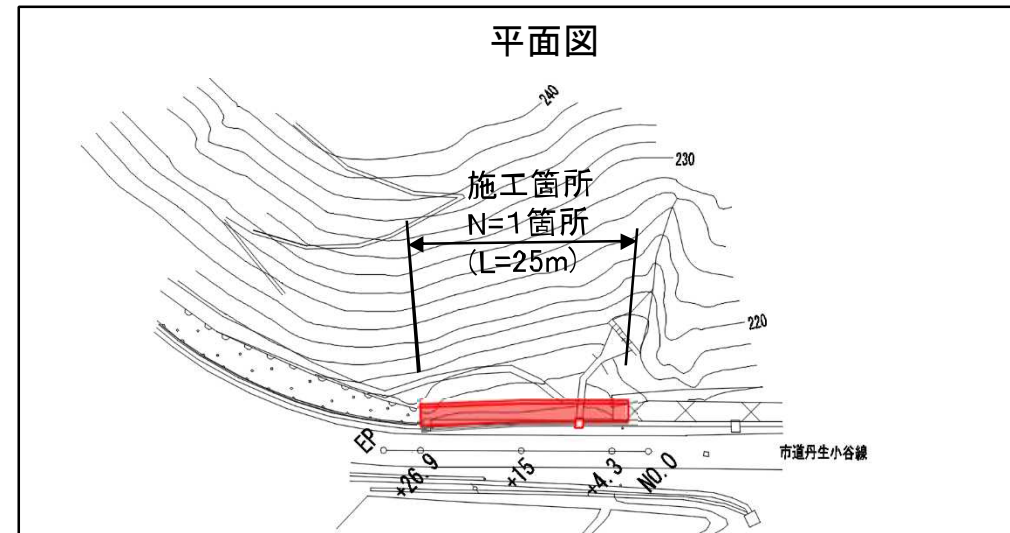 平面図
240
230
施工箇所
N=1箇所
(L=25m)
220
市道丹生小谷線
EP
+26.9
+15
+4.3
NO.0